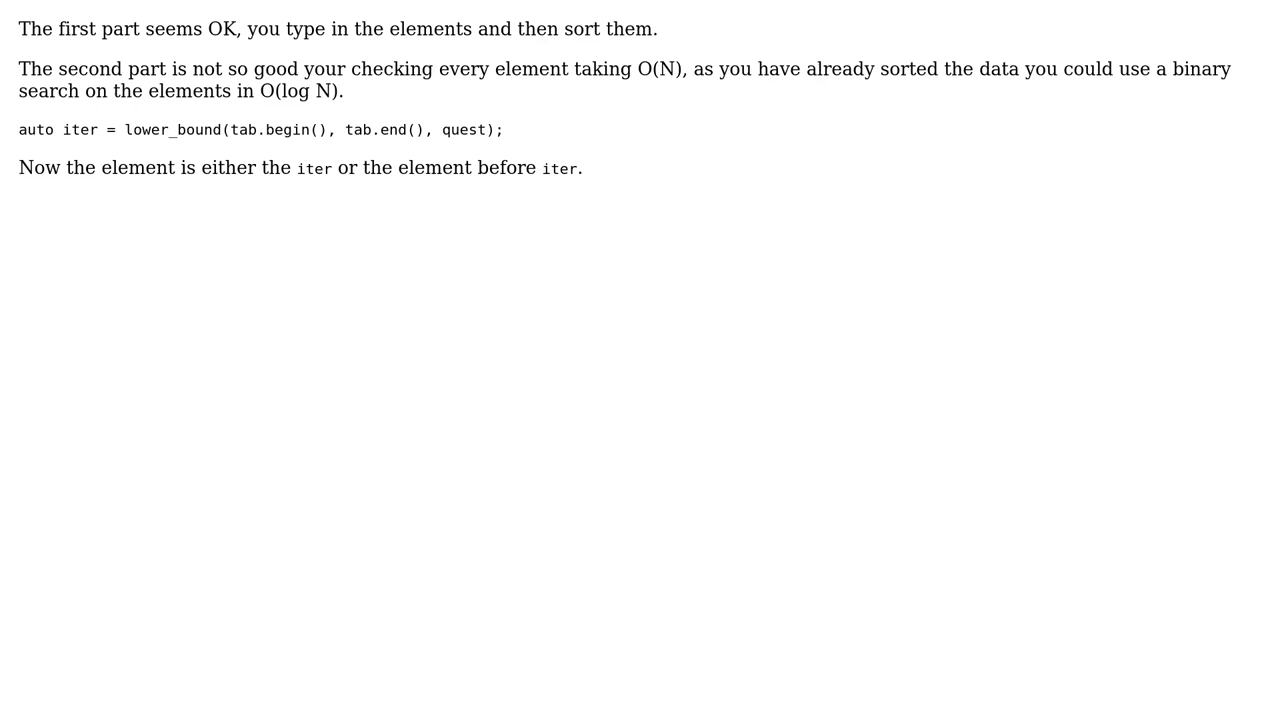 The first part seems OK, you type in the elements and then sort them.
The second part is not so good your checking every element taking O(N), as you have already sorted the data you could use a binary
search on the elements in O(log N).
auto iter = lower_bound(tab.begin(), tab.end(), quest);
Now the element is either the iter or the element before iter.